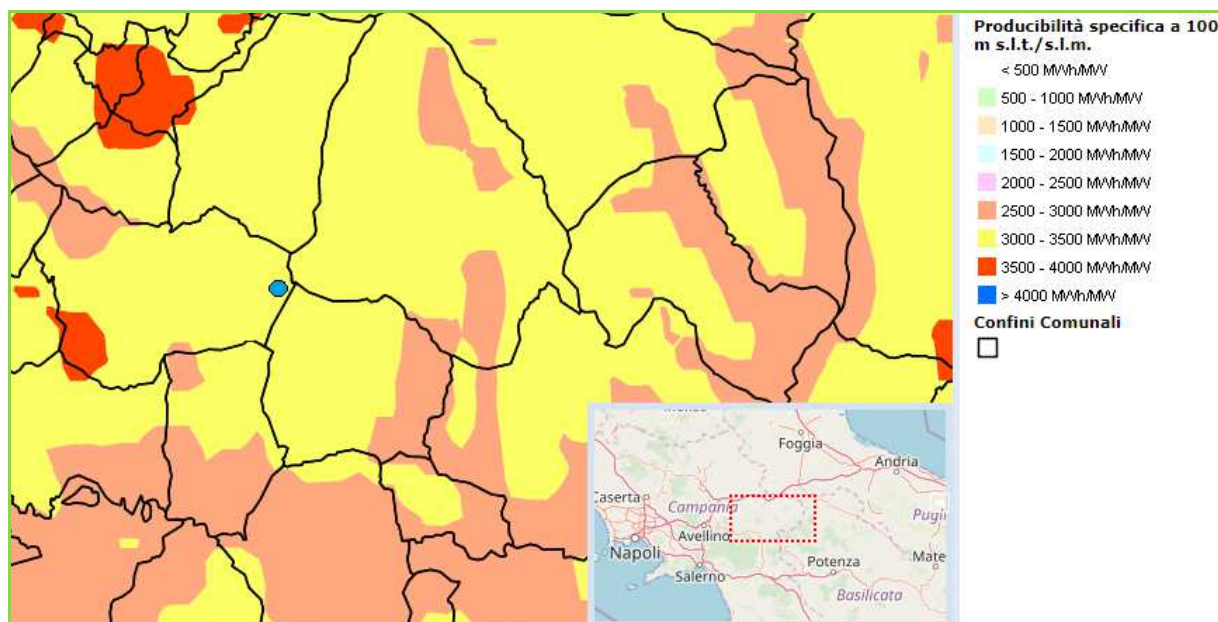 Producibilità specifica a 100
m s.l.t./s.l.m.
< 500 MWh/MW
500 - 1000 MWh/MW
1000 - 1500 MWh/MW
1500 - 2000 MWh/MW
2000 - 2500 MWh/MW
2500 - 3000 MWh/MW
3000 - 3500 MWh/MW
3500 - 4000 MWh/MW
> 4000 MWh/MW
Confini Comunali
Foggia
Andria
Caserta
Campania
Avellino
Napoli
Salerno
Potenza
Basilicata